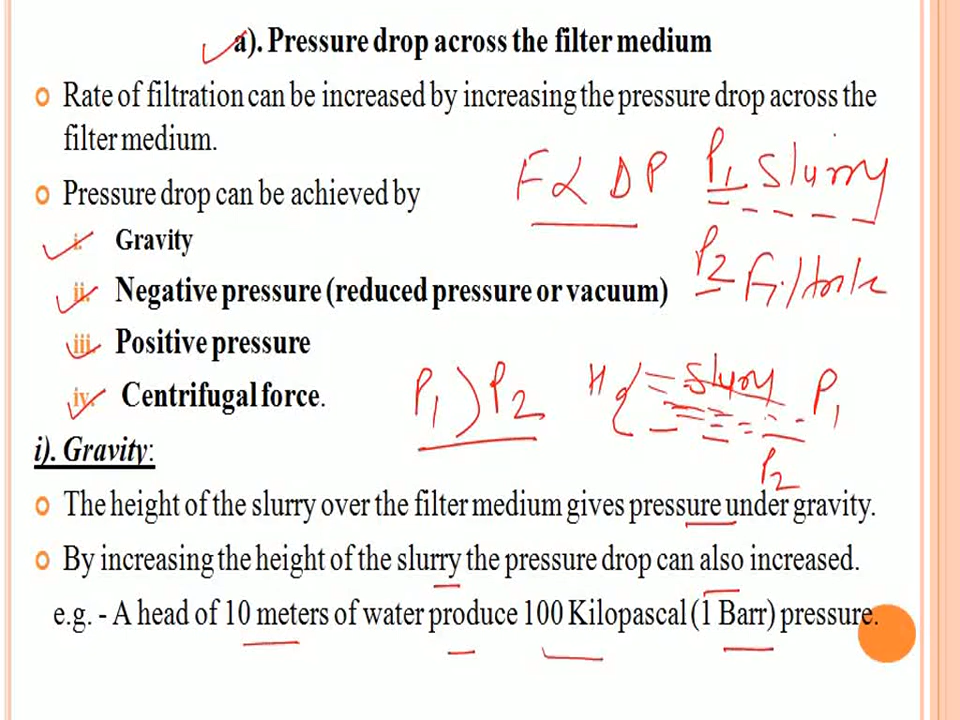 a). Pressure drop across the filter medium
Rate of filtration can be increased by increasing the pressure drop across the
filter medium.
F α DP P1 Slurry
Pressure drop can be achieved by
i. Gravity
P2 Filtrate
ii. Negative pressure (reduced pressure or vacuum)
iii. Positive pressure
iv. Centrifugal force.
P1 > P2 H { slurry P1
P2
i). Gravity:
The height of the slurry over the filter medium gives pressure under gravity.
By increasing the height of the slurry the pressure drop can also increased.
e.g. - A head of 10 meters of water produce 100 Kilopascal (1 Barr) pressure.